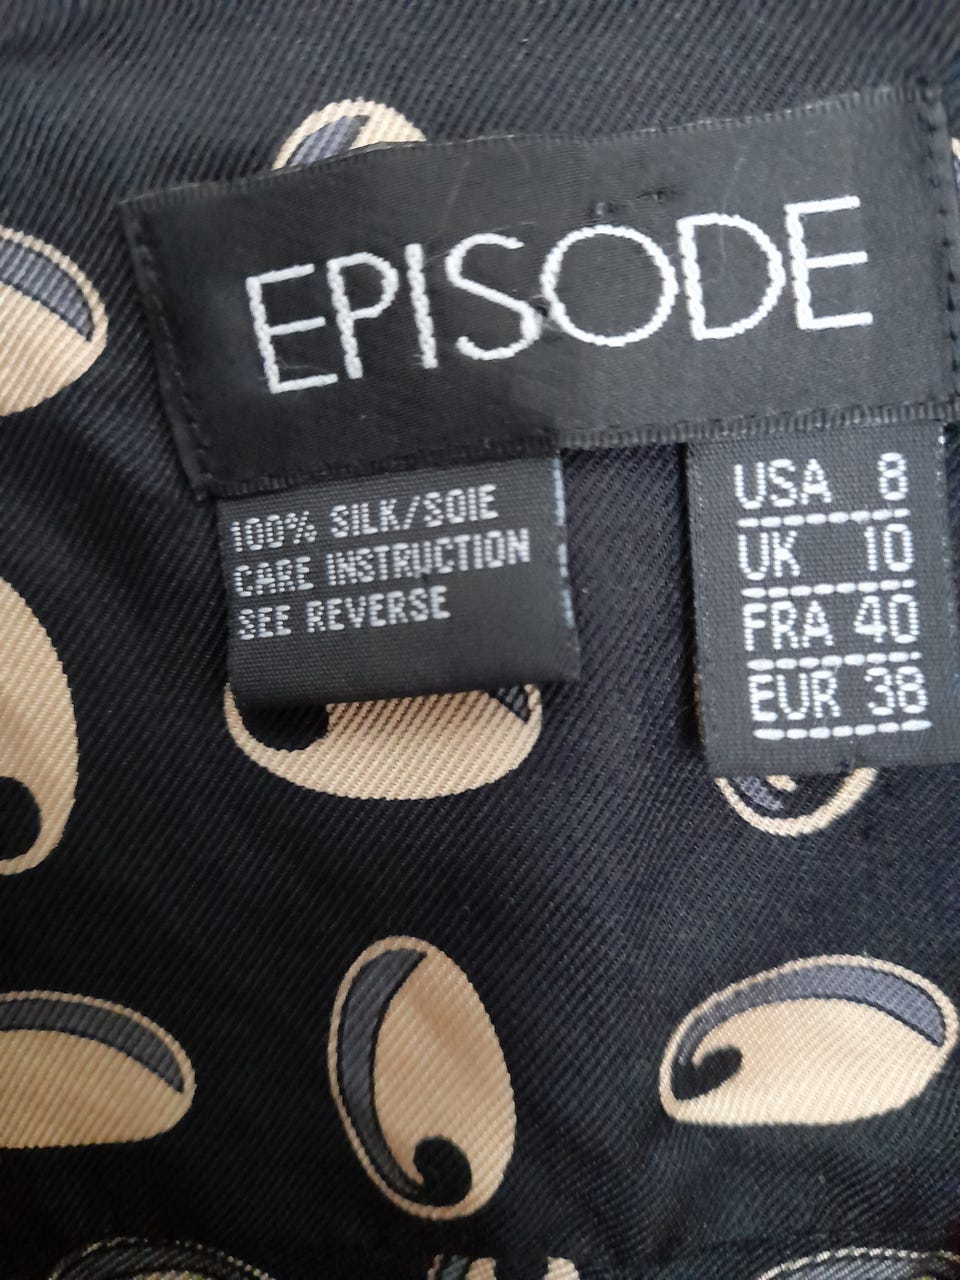 EPISODE
100% SILK/SOIE
CARE INSTRUCTION
SEE REVERSE
USA 8
UK 10
FRA 40
EUR 38